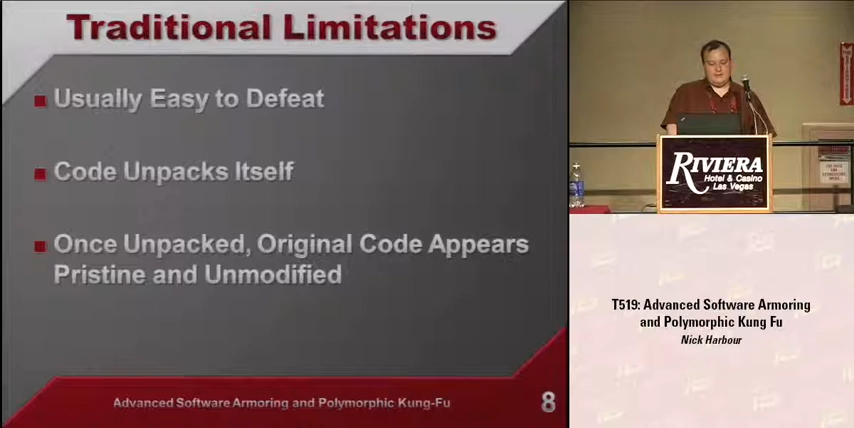 Traditional Limitations
Usually Easy to Defeat
Code Unpacks Itself
Once Unpacked, Original Code Appears
Pristine and Unmodified
Advanced Software Armoring and Polymorphic Kung-Fu
8
RIVIERA
Hotel & Casino
Las Vegas
T519: Advanced Software Armoring
and Polymorphic Kung Fu
Nick Harbour